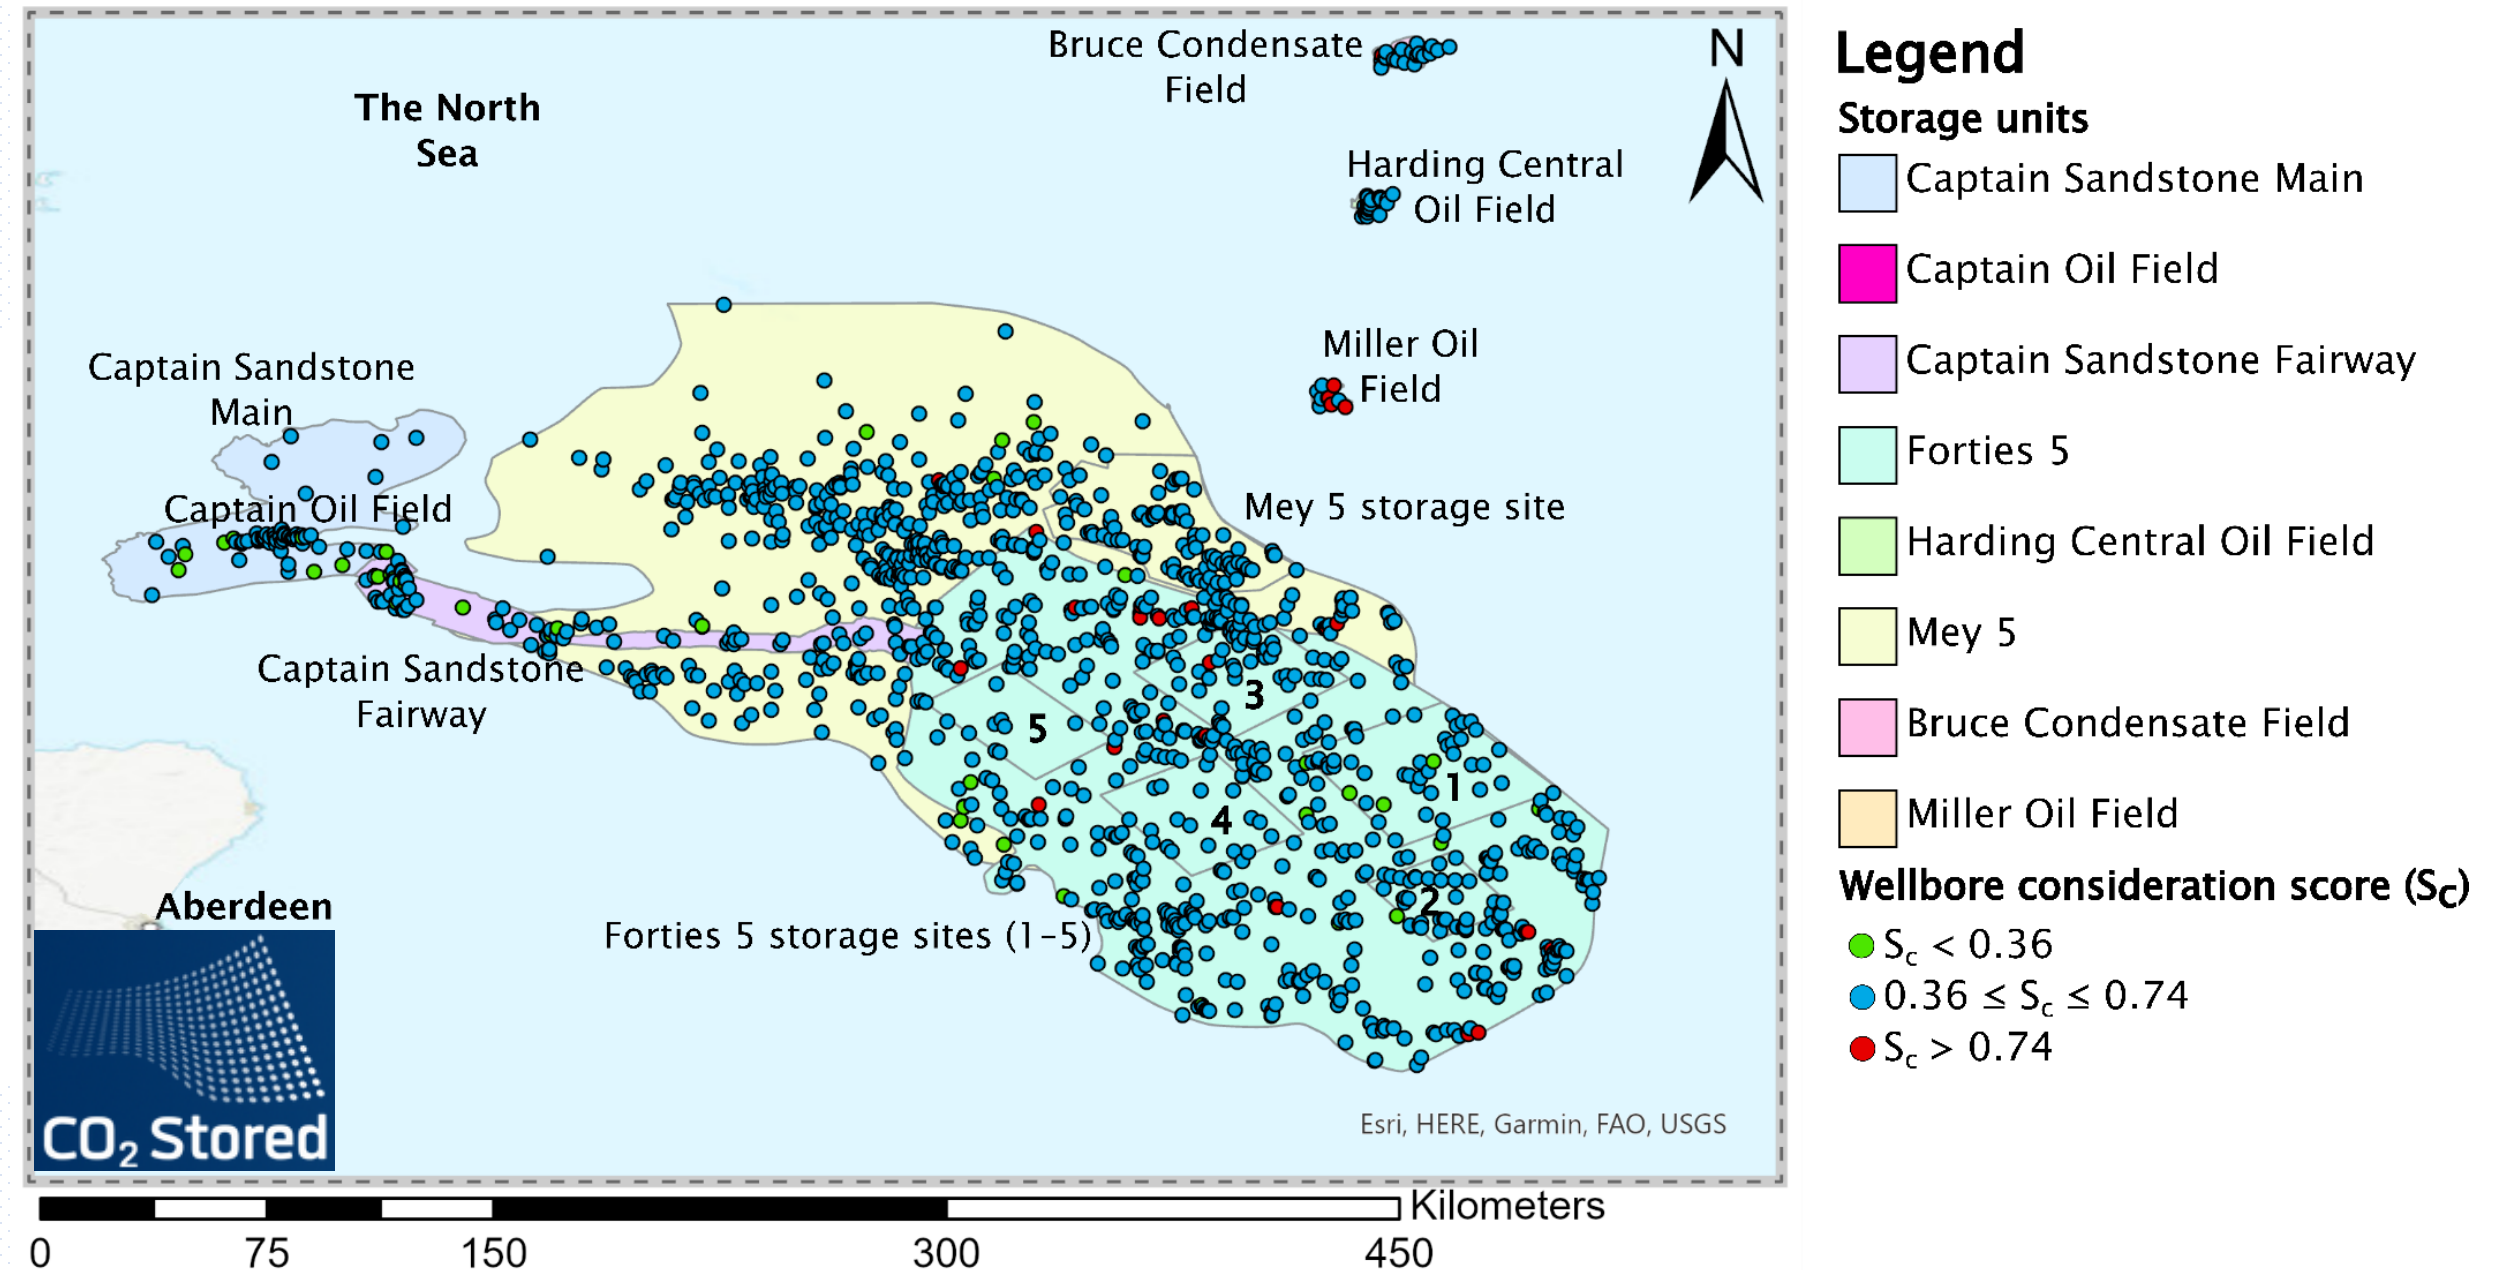 Bruce Condensate
Field
N
The North
Sea
Harding Central
Oil Field
Miller Oil
Field
Captain Sandstone
Main
Captain Oil Field
Mey 5 storage site
Captain Sandstone
Fairway
3
5
1
4
2
Aberdeen
Forties 5 storage sites (1-5)
CO₂ Stored
Esri, HERE, Garmin, FAO, USGS
Kilometers
0 75 150 300 450
Legend
Storage units
Captain Sandstone Main
Captain Oil Field
Captain Sandstone Fairway
Forties 5
Harding Central Oil Field
Mey 5
Bruce Condensate Field
Miller Oil Field
Wellbore consideration score (Sc)
Sc < 0.36
0.36 ≤ Sc ≤ 0.74
Sc > 0.74